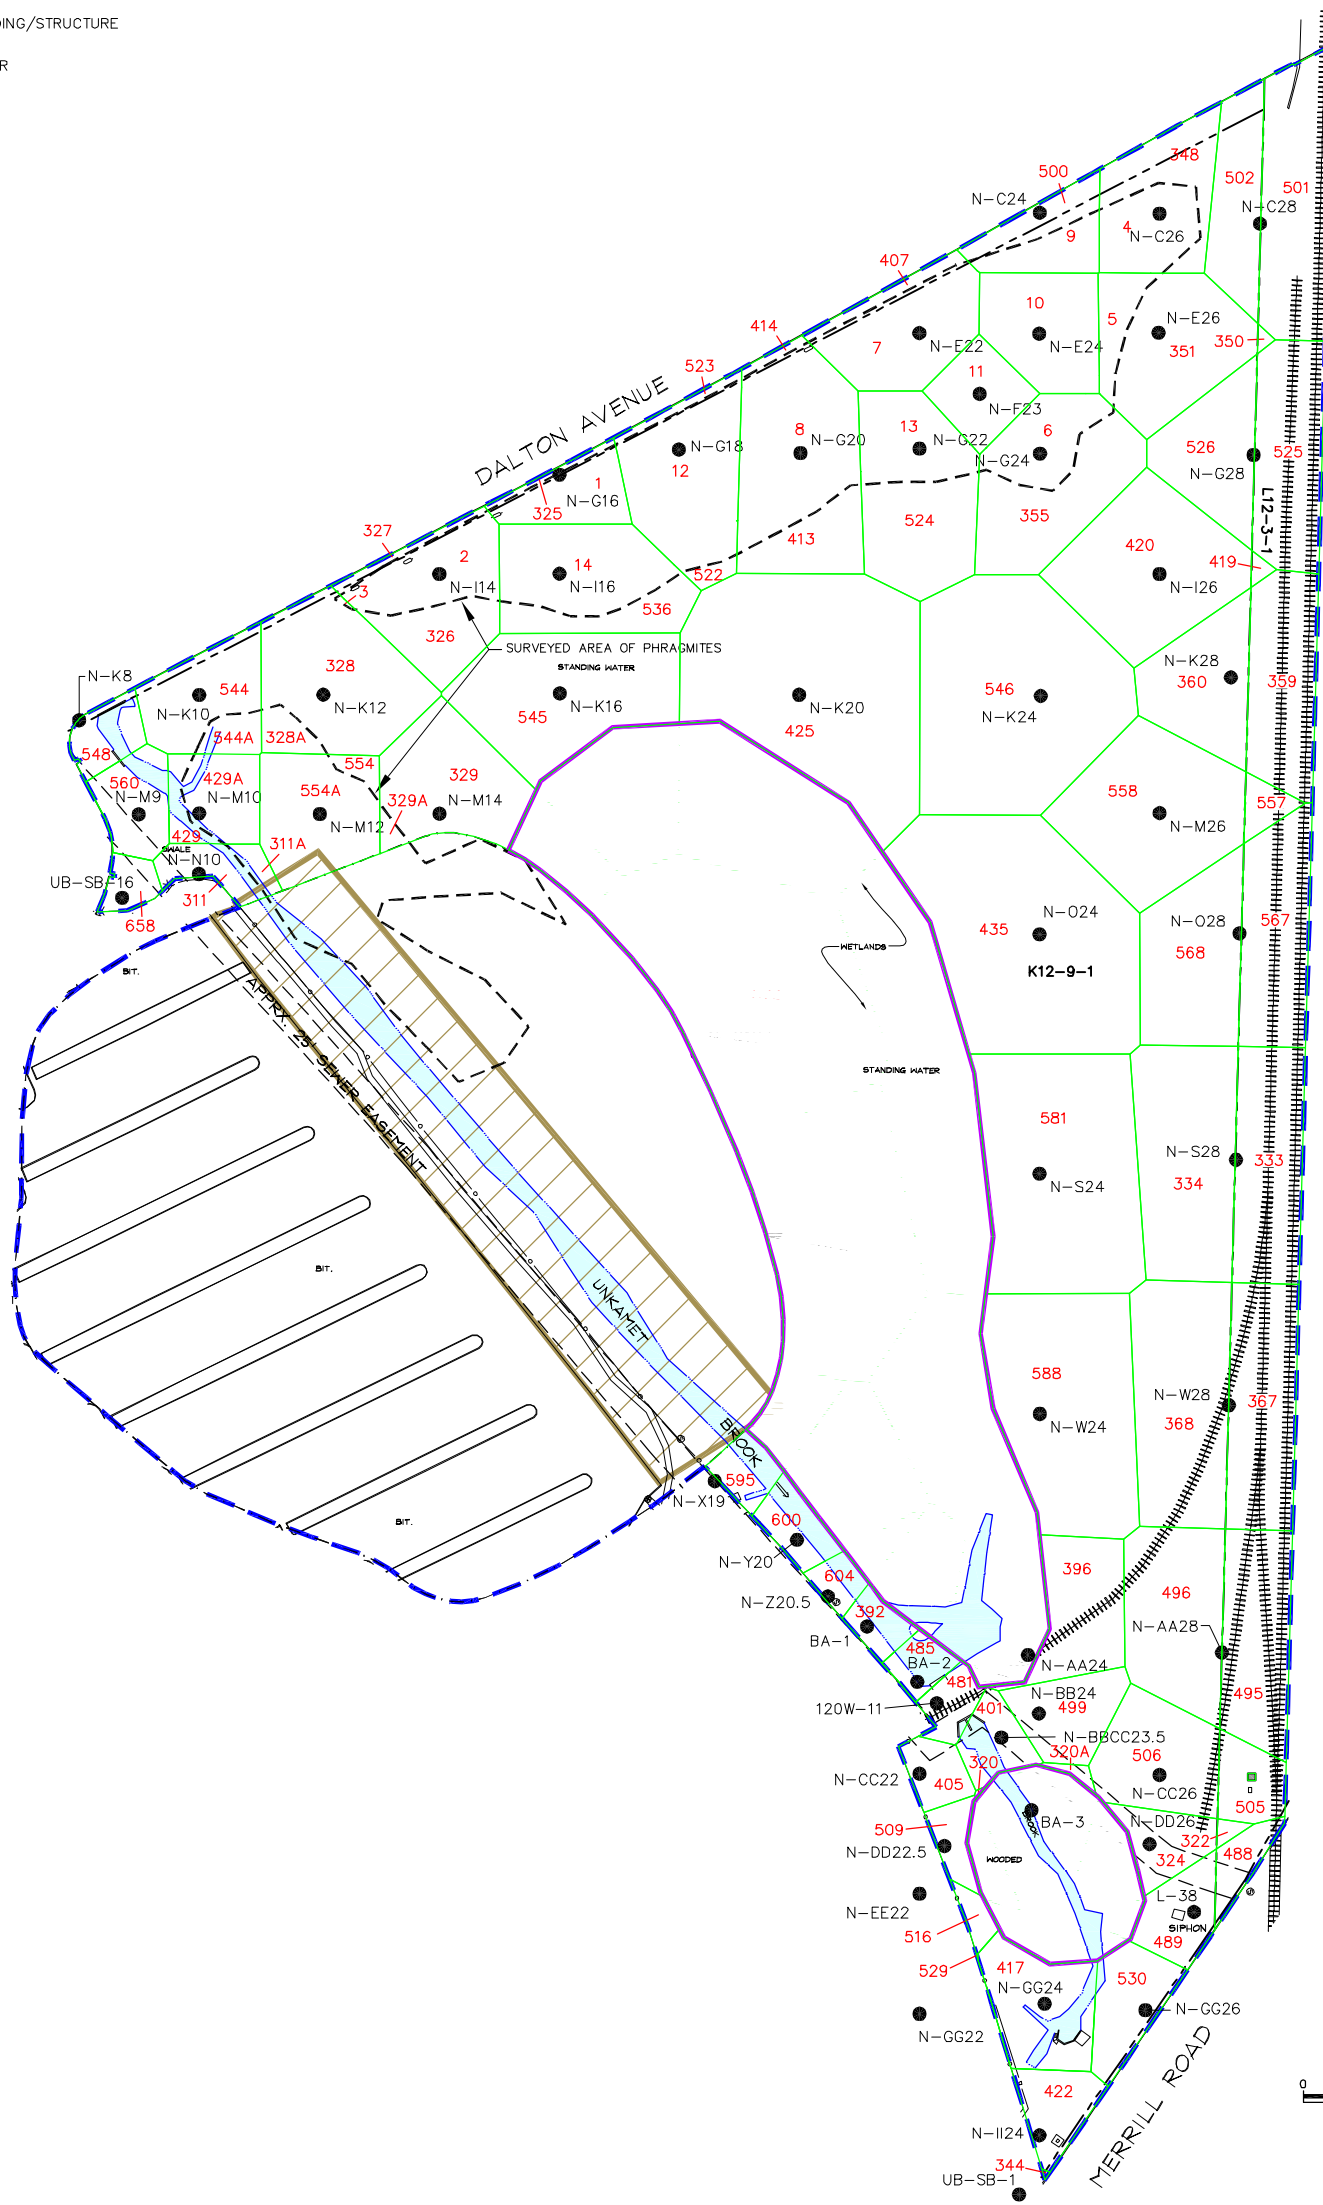 DING/STRUCTURE
R
348
500
502
501
N-C24
N-C28
4
N-C26
9
407
10
5
N-E26
414
7
N-E22
N-E24
350
351
523
11
N-F23
DALTON AVENUE
8
13
6
N-G18
N-G20
N-G22
N-G24
526
525
12
N-G28
1
N-G16
325
L12-3-1
327
524
355
413
2
14
420
419
522
N-I14
N-I16
N-I26
3
536
326
SURVEYED AREA OF PHRAGMITES
STANDING WATER
N-K8
N-K28
328
360
359
544
546
N-K10
N-K12
545
N-K16
N-K20
N-K24
425
544A
328A
548
554
560
429A
329
N-M9
N-M10
554A
329A
N-M14
558
557
N-M12
N-M26
429
SWALE
311A
N-N10
UB-SB-16
311
658
N-O24
N-O28
567
435
WETLANDS
568
K12-9-1
BIT.
APPRX. 25' SEWER EASEMENT
STANDING WATER
581
N-S28
333
N-S24
334
BIT.
UNKAMET
588
N-W28
367
N-W24
368
BROOK
595
N-X19
BIT.
600
N-Y20
396
604
496
N-Z20.5
392
N-AA28
BA-1
485
BA-2
N-AA24
481
N-BB24
495
120W-11
401
499
N-BBCC23.5
320A
506
320
N-CC22
405
N-CC26
505
509
BA-3
BROOK
N-DD26
322
N-DD22.5
324
488
WOODED
L-38
N-EE22
516
SIPHON
489
529
417
530
N-GG24
N-GG26
N-GG22
MERRILL ROAD
422
0
N-II24
344
UB-SB-1